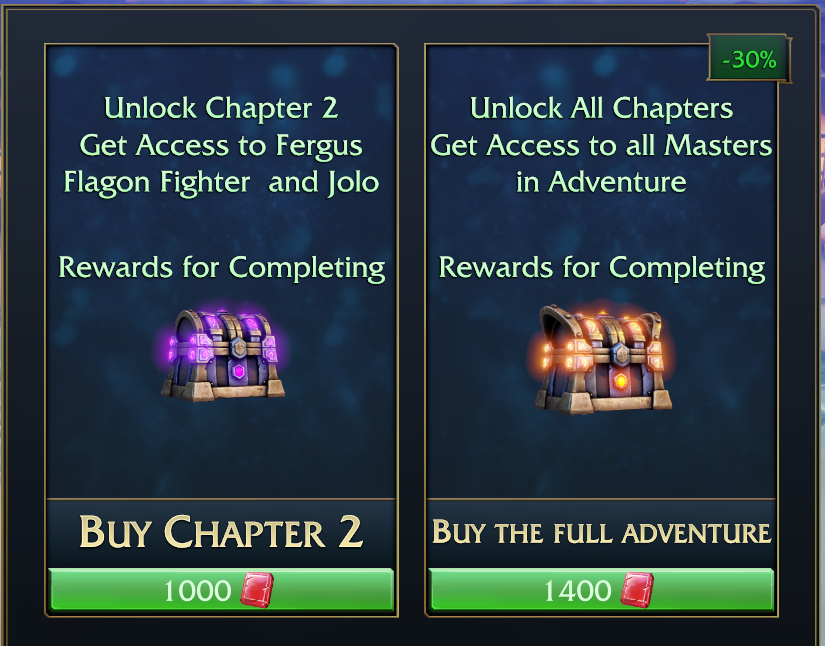 Unlock Chapter 2
Get Access to Fergus
Flagon Fighter and Jolo
Rewards for Completing
BUY CHAPTER 2
1000
-30%
Unlock All Chapters
Get Access to all Masters
in Adventure
Rewards for Completing
BUY THE FULL ADVENTURE
1400